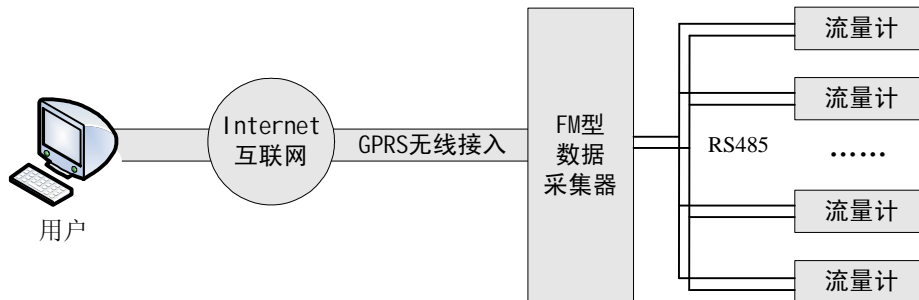 用户
Internet
互联网
GPRS无线接入
FM型
数据
采集器
RS485
流量计
流量计
......
流量计
流量计